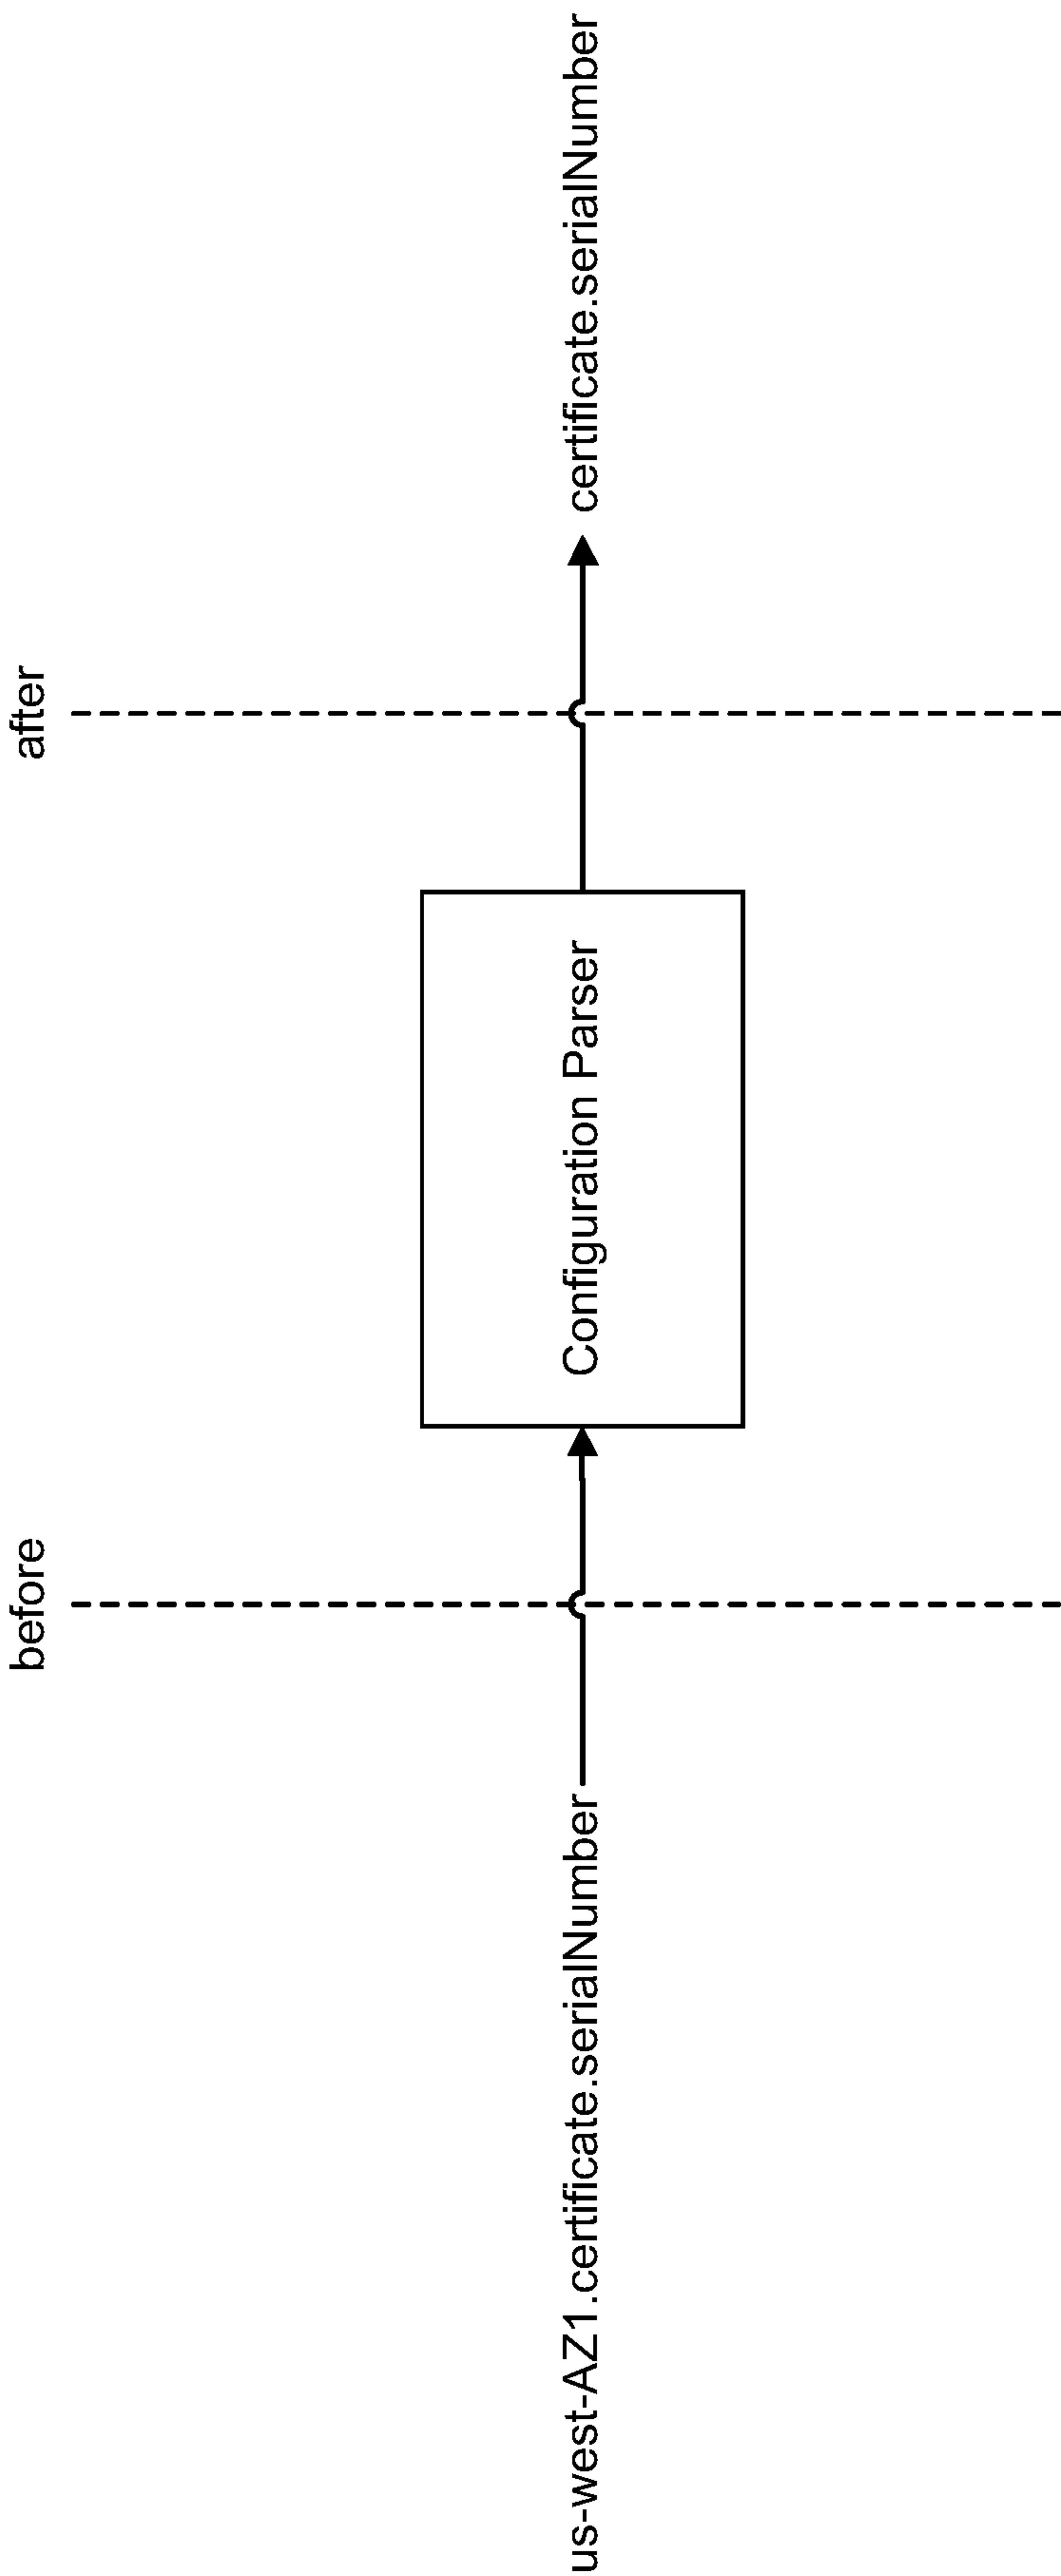 before
after
us-west-AZ1.certificate.serialNumber
Configuration Parser
certificate.serialNumber